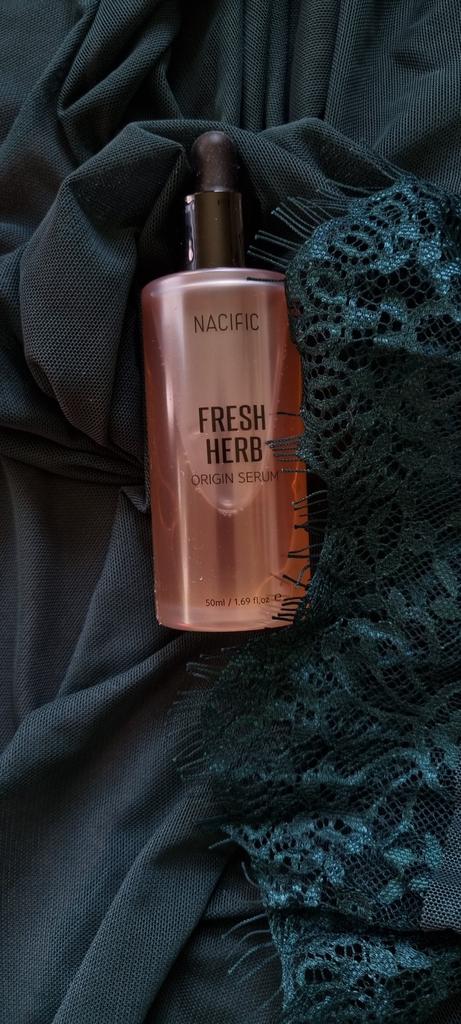 NACIFIC
FRESH
HERB
ORIGIN SERUM
50ml / 1.69 fl.oz ℮